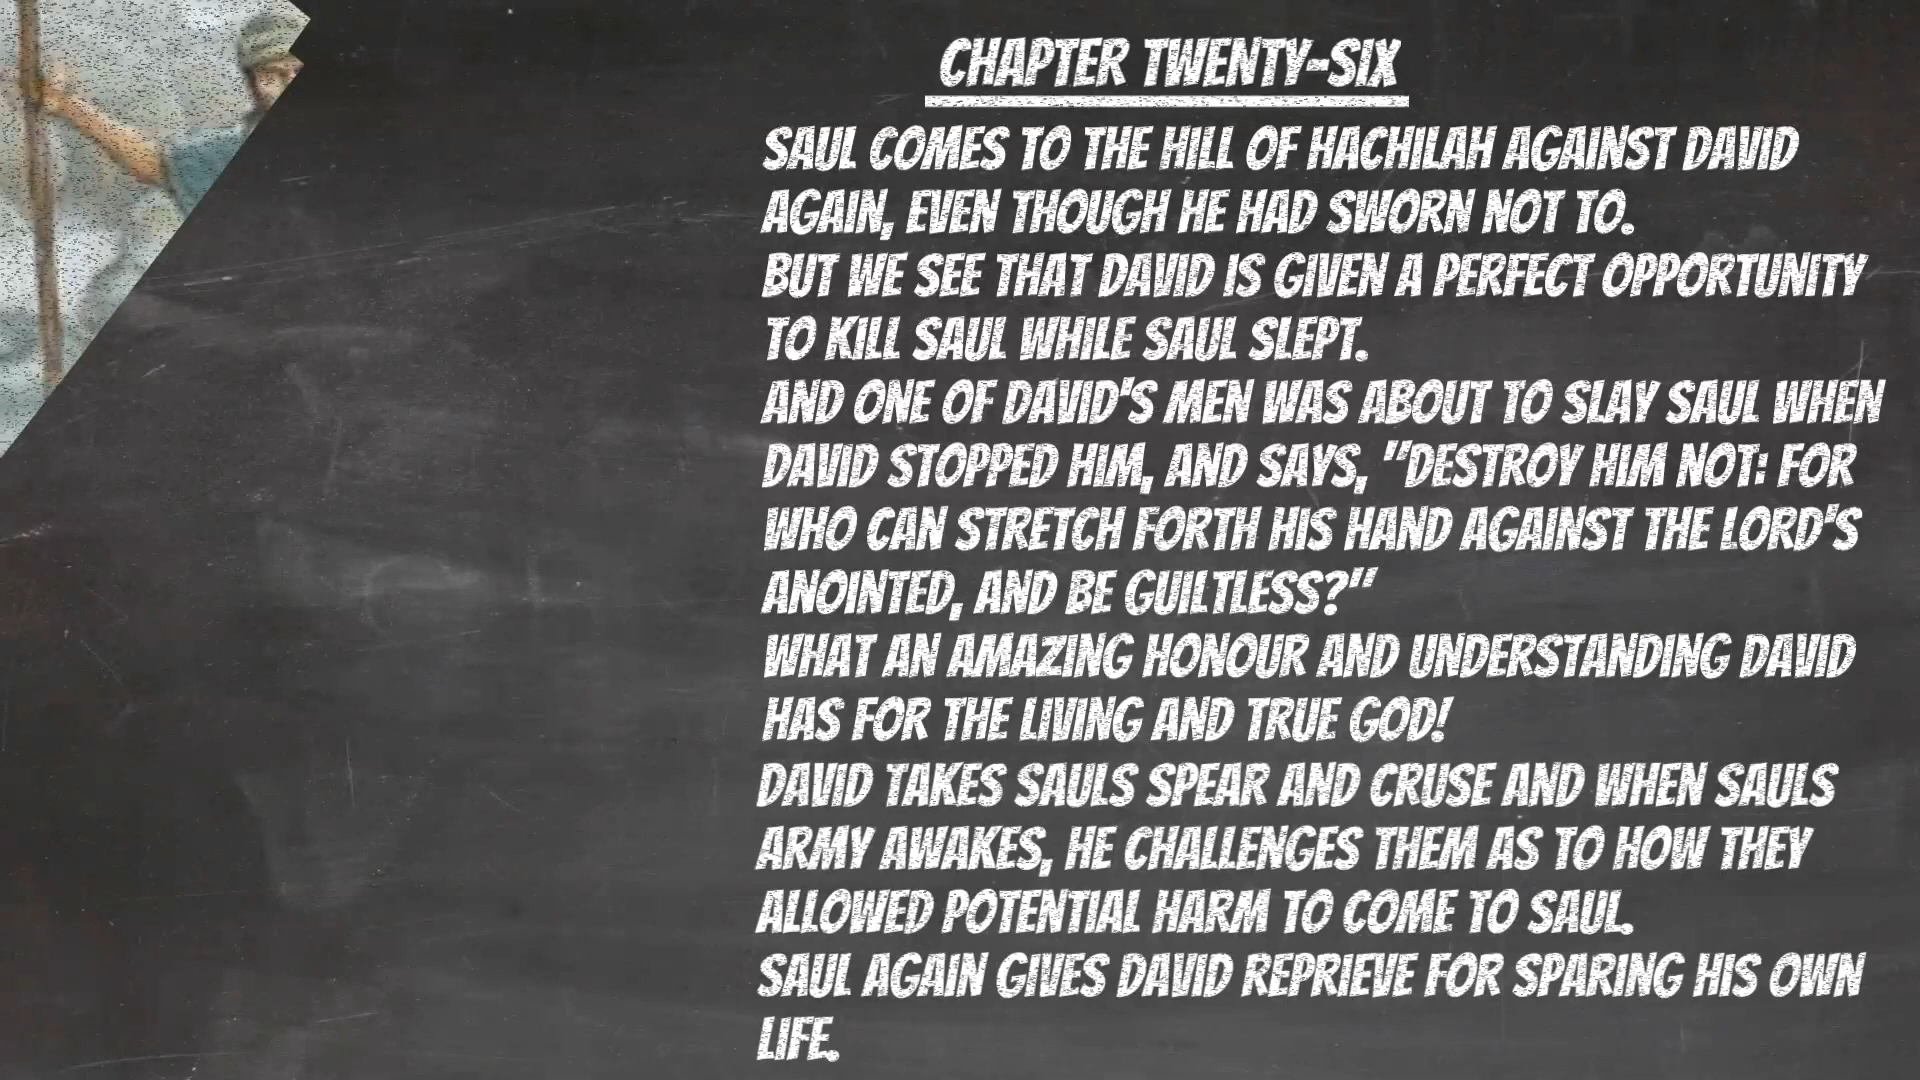 CHAPTER TWENTY-SIX
SAUL COMES TO THE HILL OF HACHILAH AGAINST DAVID
AGAIN, EVEN THOUGH HE HAD SWORN NOT TO.
BUT WE SEE THAT DAVID IS GIVEN A PERFECT OPPORTUNITY
TO KILL SAUL WHILE SAUL SLEPT.
AND ONE OF DAVID'S MEN WAS ABOUT TO SLAY SAUL WHEN
DAVID STOPPED HIM, AND SAYS, "DESTROY HIM NOT: FOR
WHO CAN STRETCH FORTH HIS HAND AGAINST THE LORD'S
ANOINTED, AND BE GUILTLESS?"
WHAT AN AMAZING HONOUR AND UNDERSTANDING DAVID
HAS FOR THE LIVING AND TRUE GOD!
DAVID TAKES SAULS SPEAR AND CRUSE AND WHEN SAULS
ARMY AWAKES, HE CHALLENGES THEM AS TO HOW THEY
ALLOWED POTENTIAL HARM TO COME TO SAUL.
SAUL AGAIN GIVES DAVID REPRIEVE FOR SPARING HIS OWN
LIFE.